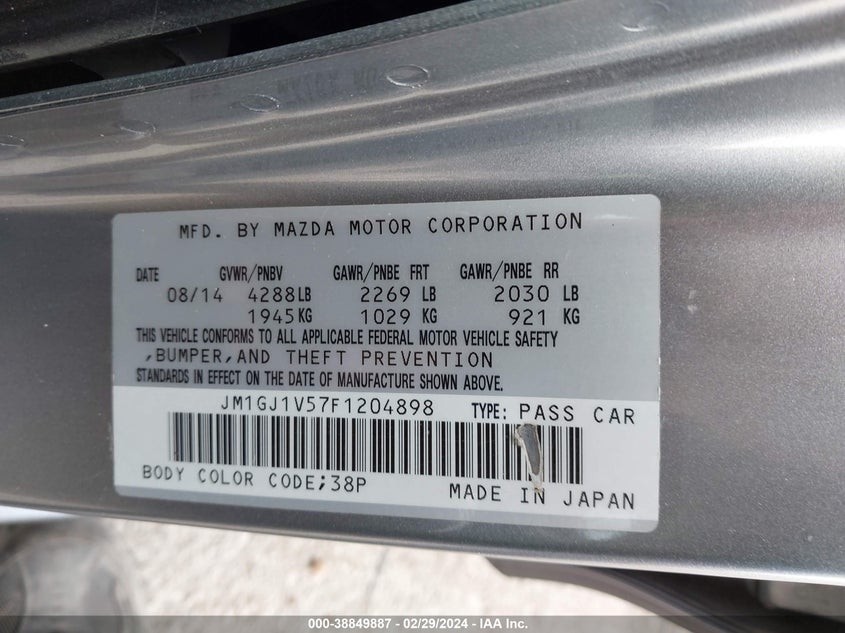 MFD. BY MAZDA MOTOR CORPORATION
DATE GVWR/PNBV GAWR/PNBE FRT GAWR/PNBE RR
08/14 4288LB 2269 LB 2030 LB
1945KG 1029 KG 921 KG
THIS VEHICLE CONFORMS TO ALL APPLICABLE FEDERAL MOTOR VEHICLE SAFETY
,BUMPER,AND THEFT PREVENTION
STANDARDS IN EFFECT ON THE DATE OF MANUFACTURE SHOWN ABOVE.
JM1GJ1V57F1204898 TYPE: PASS CAR
BODY COLOR CODE;38P
MADE IN JAPAN
000-38849887 - 02/29/2024 - IAA Inc.